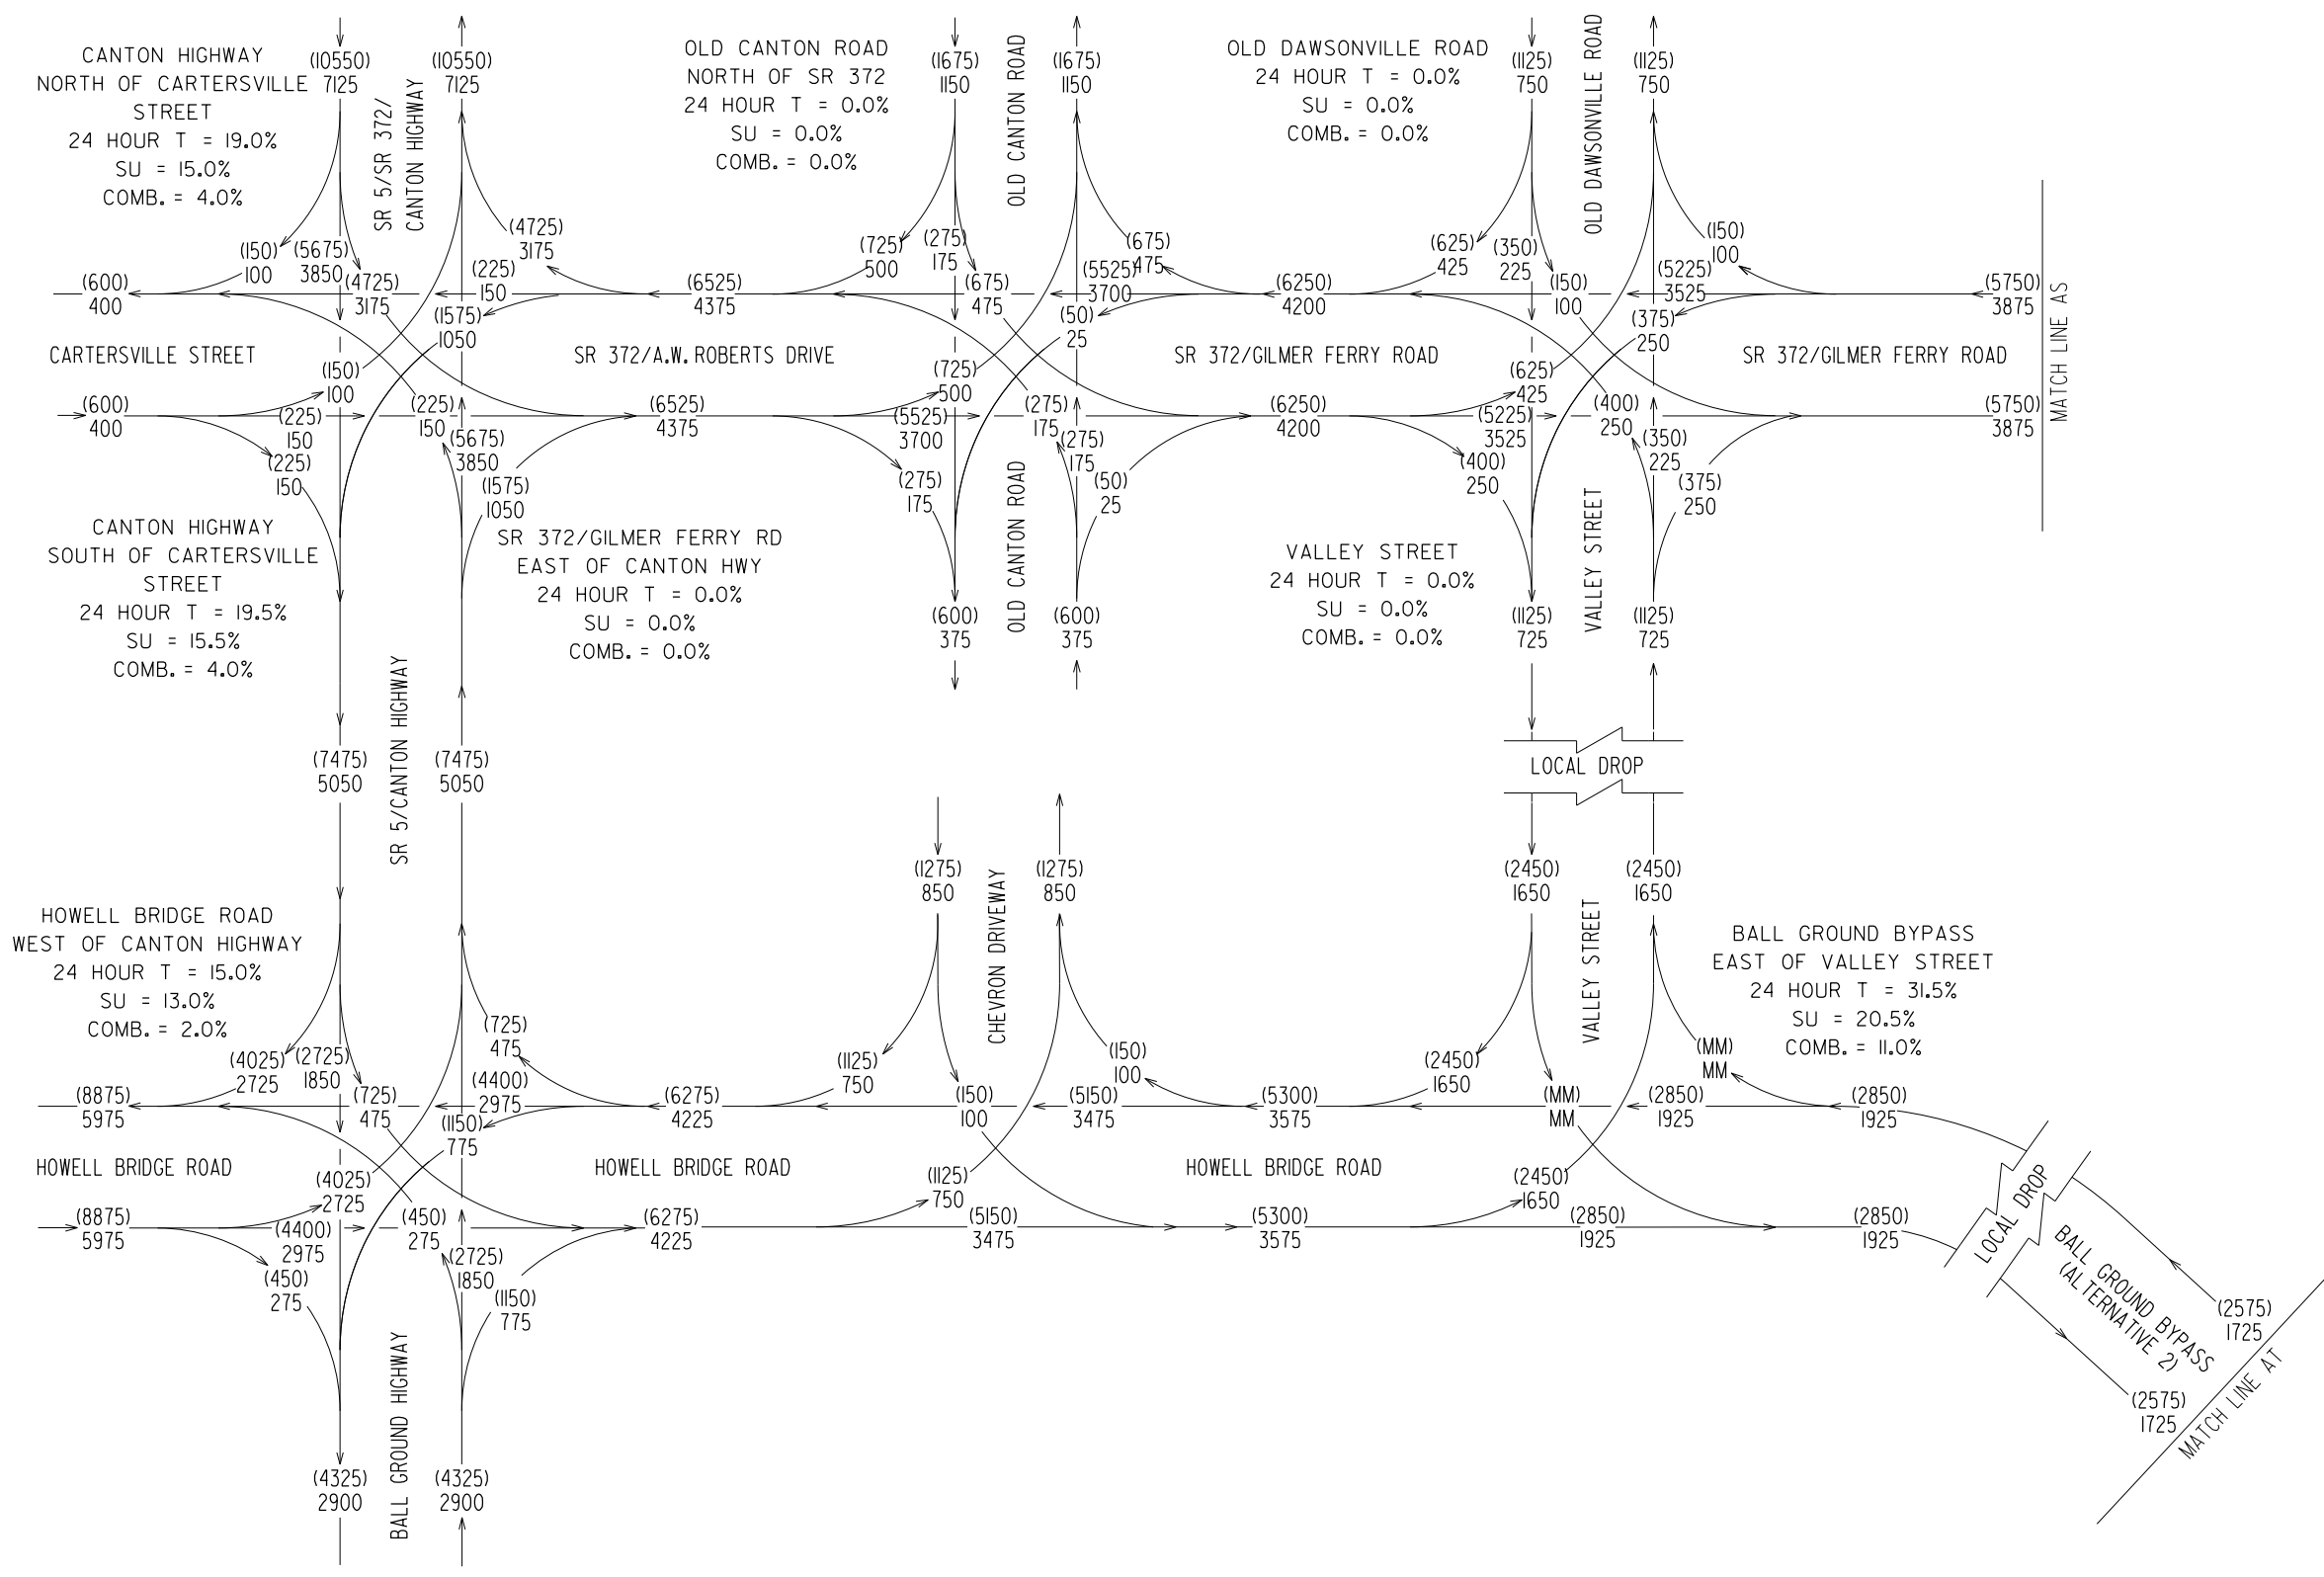 CANTON HIGHWAY
NORTH OF CARTERSVILLE
STREET
24 HOUR T = 19.0%
SU = 15.0%
COMB. = 4.0%
(10550)
7125
SR 5/SR 372/
CANTON HIGHWAY
(10550)
7125
OLD CANTON ROAD
NORTH OF SR 372
24 HOUR T = 0.0%
SU = 0.0%
COMB. = 0.0%
(1675)
1150
OLD CANTON ROAD
(1675)
1150
OLD DAWSONVILLE ROAD
24 HOUR T = 0.0%
SU = 0.0%
COMB. = 0.0%
(1125)
750
OLD DAWSONVILLE ROAD
(1125)
750
(150)
100
(5675)
3850
(4725)
3175
(225)
150
(4725)
3175
(1575)
1050
(600)
400
(6525)
4375
(725)
500
(275)
175
(675)
475
(5525)
3700
(675)
475
(50)
25
(6250)
4200
(625)
425
(350)
225
(150)
100
(5225)
3525
(150)
100
(375)
250
(5750)
3875
MATCH LINE AS
CARTERSVILLE STREET
SR 372/A.W. ROBERTS DRIVE
SR 372/GILMER FERRY ROAD
SR 372/GILMER FERRY ROAD
(600)
400
(150)
100
(225)
150
(225)
150
(225)
150
(5675)
3850
(1575)
1050
(6525)
4375
(725)
500
(5525)
3700
(275)
175
(275)
175
(275)
175
(50)
25
(6250)
4200
(625)
425
(5225)
3525
(400)
250
(400)
250
(350)
225
(375)
250
(5750)
3875
CANTON HIGHWAY
SOUTH OF CARTERSVILLE
STREET
24 HOUR T = 19.5%
SU = 15.5%
COMB. = 4.0%
SR 372/GILMER FERRY RD
EAST OF CANTON HWY
24 HOUR T = 0.0%
SU = 0.0%
COMB. = 0.0%
(600)
375
OLD CANTON ROAD
(600)
375
VALLEY STREET
24 HOUR T = 0.0%
SU = 0.0%
COMB. = 0.0%
(1125)
725
VALLEY STREET
(1125)
725
(7475)
5050
SR 5/CANTON HIGHWAY
(7475)
5050
LOCAL DROP
(1275)
850
CHEVRON DRIVEWAY
(1275)
850
(2450)
1650
VALLEY STREET
(2450)
1650
HOWELL BRIDGE ROAD
WEST OF CANTON HIGHWAY
24 HOUR T = 15.0%
SU = 13.0%
COMB. = 2.0%
BALL GROUND BYPASS
EAST OF VALLEY STREET
24 HOUR T = 31.5%
SU = 20.5%
COMB. = 11.0%
(4025)
2725
(2725)
1850
(725)
475
(725)
475
(4400)
2975
(1150)
775
(8875)
5975
(6275)
4225
(1125)
750
(150)
100
(5150)
3475
(150)
100
(5300)
3575
(2450)
1650
(MM)
MM
(2850)
1925
(MM)
MM
(2850)
1925
HOWELL BRIDGE ROAD
HOWELL BRIDGE ROAD
HOWELL BRIDGE ROAD
(8875)
5975
(4025)
2725
(4400)
2975
(450)
275
(450)
275
(2725)
1850
(1150)
775
(6275)
4225
(1125)
750
(5150)
3475
(5300)
3575
(2450)
1650
(2850)
1925
(2850)
1925
LOCAL DROP
BALL GROUND BYPASS
(ALTERNATIVE 2)
(2575)
1725
(2575)
1725
MATCH LINE AT
(4325)
2900
BALL GROUND HIGHWAY
(4325)
2900